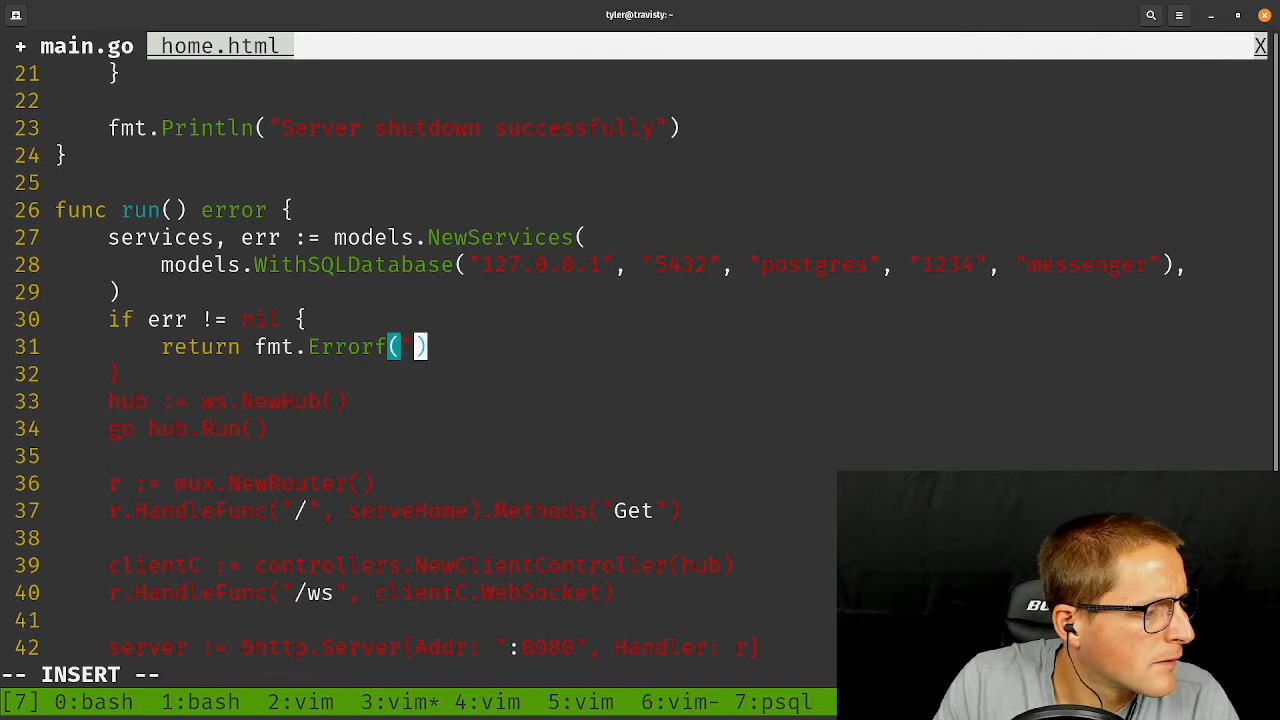 tyler@travisty: ~
+ main.go home.html X
21 }
22
23 fmt.Println("Server shutdown successfully")
24 }
25
26 func run() error {
27 services, err := models.NewServices(
28 models.WithSQLDatabase("127.0.0.1", "5432", "postgres", "1234", "messenger"),
29 )
30 if err != nil {
31 return fmt.Errorf(")
32 }
33 hub := ws.NewHub()
34 go hub.Run()
35
36 r := mux.NewRouter()
37 r.HandleFunc("/", serveHome).Methods("Get")
38
39 clientC := controllers.NewClientController(hub)
40 r.HandleFunc("/ws", clientC.WebSocket)
41
42 server := &http.Server{Addr: ":8080", Handler: r}
-- INSERT --
[7] 0:bash 1:bash 2:vim 3:vim* 4:vim 5:vim 6:vim- 7:psql